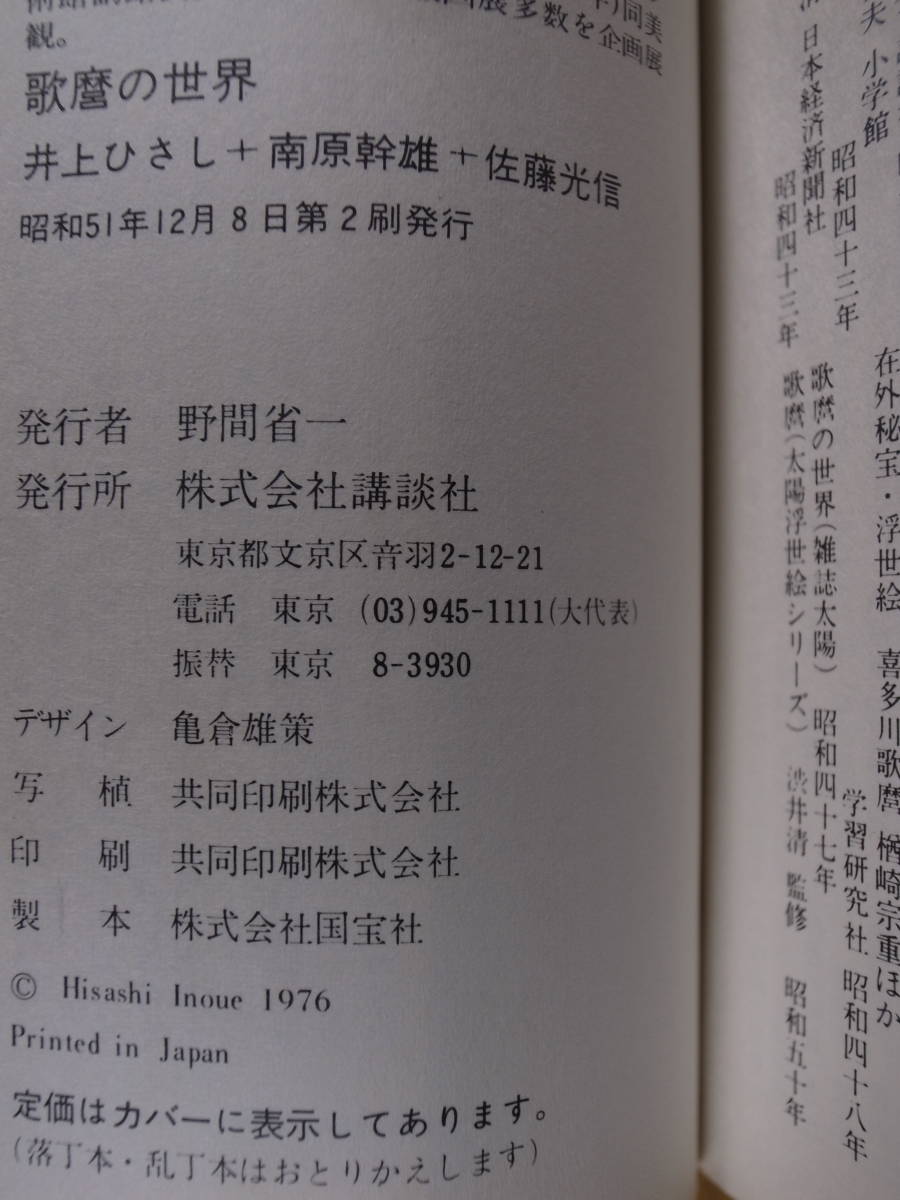 同美
展多数を企画展
観。
歌麿の世界
井上ひさし+南原幹雄+佐藤光信
昭和51年12月8日第2刷発行
発行者 野間省一
発行所 株式会社講談社
東京都文京区音羽2-12-21
電話 東京 (03)945-1111(大代表)
振替 東京 8-3930
デザイン 亀倉雄策
写植 共同印刷株式会社
印刷 共同印刷株式会社
製本 株式会社国宝社
© Hisashi Inoue 1976
Printed in Japan
定価はカバーに表示してあります。
(落丁本・乱丁本はおとりかえします)
在外秘宝・浮世絵 喜多川歌麿 楢崎宗重ほか
学習研究社 昭和四十八年
夫 小学館 昭和四十三年
歌麿の世界(雑誌太陽) 昭和四十七年
日本経済新聞社 昭和四十三年
歌麿(太陽浮世絵シリーズ) 渋井清 監修 昭和五十年